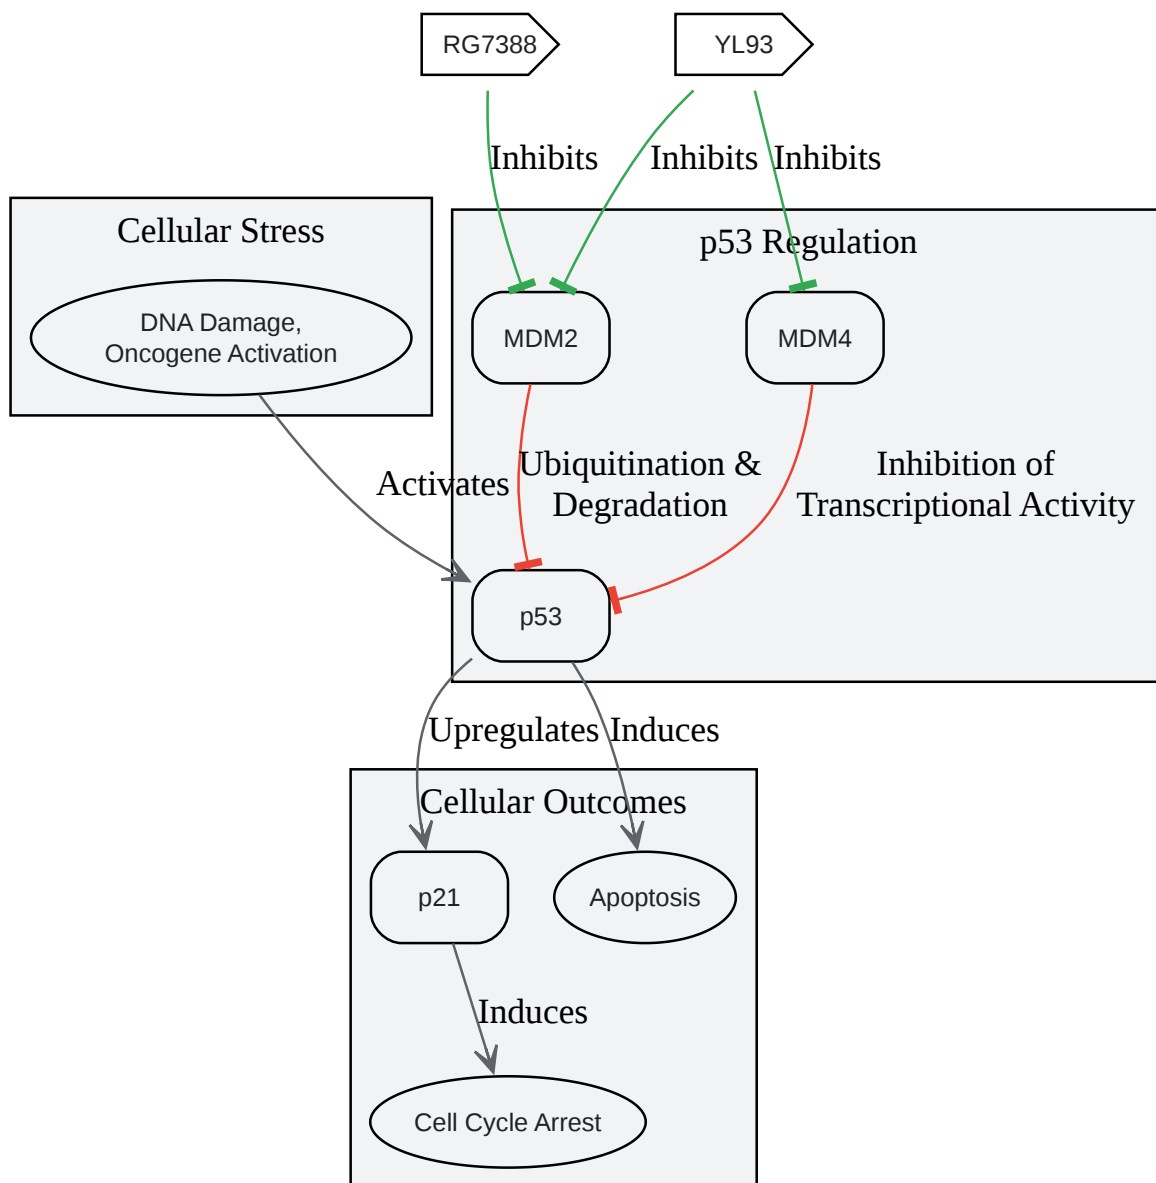 RG7388
YL93
Inhibits
Inhibits
Inhibits
Cellular Stress
p53 Regulation
DNA Damage,
Oncogene Activation
MDM2
MDM4
Activates
Ubiquitination &
Degradation
Inhibition of
Transcriptional Activity
p53
Upregulates
Induces
Cellular Outcomes
p21
Apoptosis
Induces
Cell Cycle Arrest